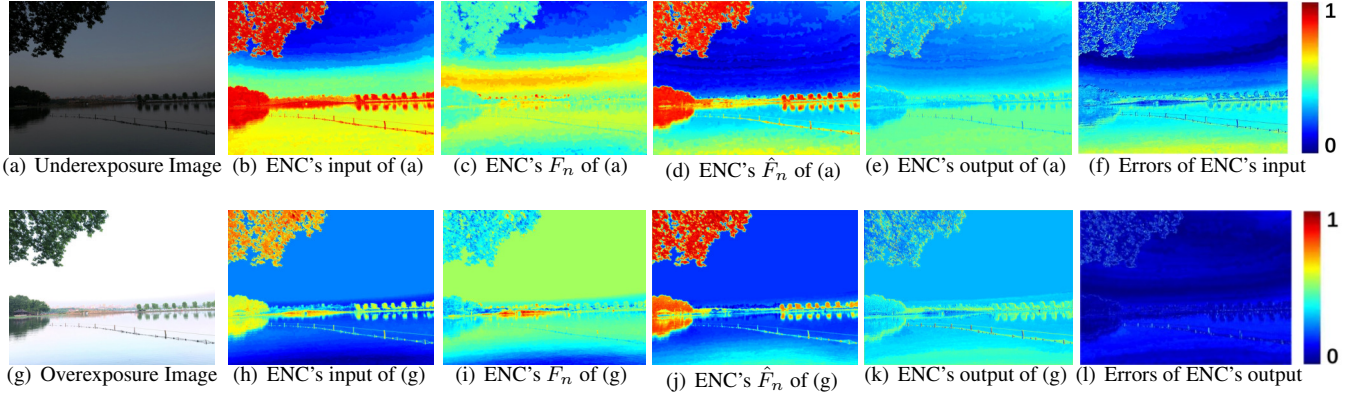 1
0
(a) Underexposure Image (b) ENC's input of (a) (c) ENC's $F_n$ of (a) (d) ENC's $\hat{F}_n$ of (a) (e) ENC's output of (a) (f) Errors of ENC's input
1
0
(g) Overexposure Image (h) ENC's input of (g) (i) ENC's $F_n$ of (g) (j) ENC's $\hat{F}_n$ of (g) (k) ENC's output of (g) (l) Errors of ENC's output